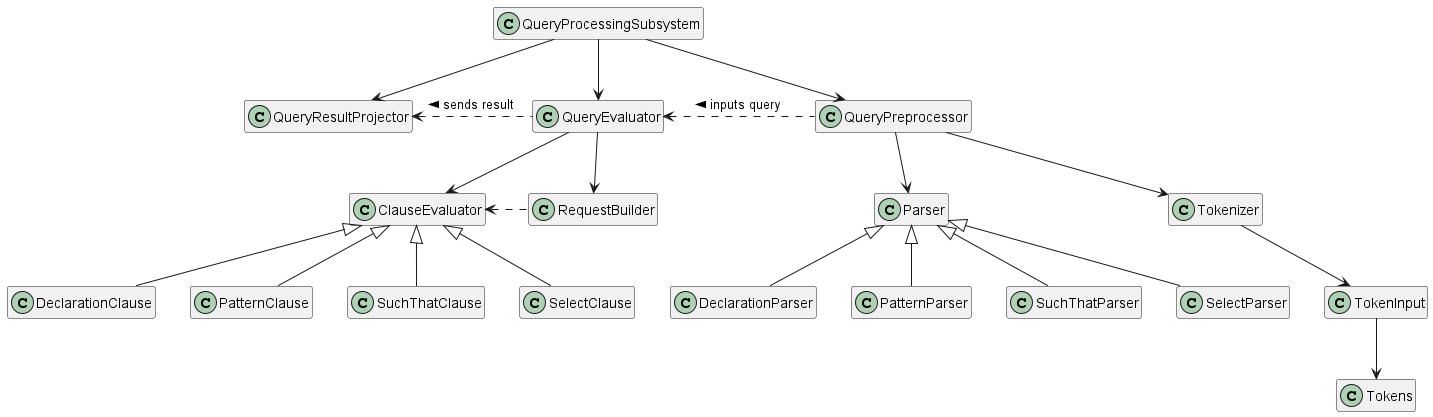 C QueryProcessingSubsystem
C QueryResultProjector
sends result
C QueryEvaluator
inputs query
C QueryPreprocessor
C ClauseEvaluator
C RequestBuilder
C Parser
C Tokenizer
C DeclarationClause
C PatternClause
C SuchThatClause
C SelectClause
C DeclarationParser
C PatternParser
C SuchThatParser
C SelectParser
C TokenInput
C Tokens